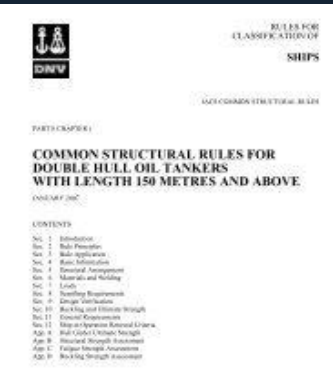 DNV
RULES FOR
CLASSIFICATION OF
SHIPS
IACS COMMON STRUCTURAL RULES
PART 8 CHAPTER 1
COMMON STRUCTURAL RULES FOR
DOUBLE HULL OIL TANKERS
WITH LENGTH 150 METRES AND ABOVE
JANUARY
CONTENTS
Sec. 1 Introduction
Sec. 2 Rule Principles
Sec. 3 Rule Application
Sec. 4 Basic Information
Sec. 5 Structural Arrangement
Sec. 6 Materials and Welding
Sec. 7 Loads
Sec. 8 Scantling Requirements
Sec. 9 Design Verification
Sec. 10 Buckling and Ultimate Strength
Sec. 11 General Requirements
Sec. 12 Ship in Operation Renewal Criteria
App. A Hull Girder Ultimate Strength
App. B Structural Strength Assessment
App. C Fatigue Strength Assessment
App. D Buckling Strength Assessment